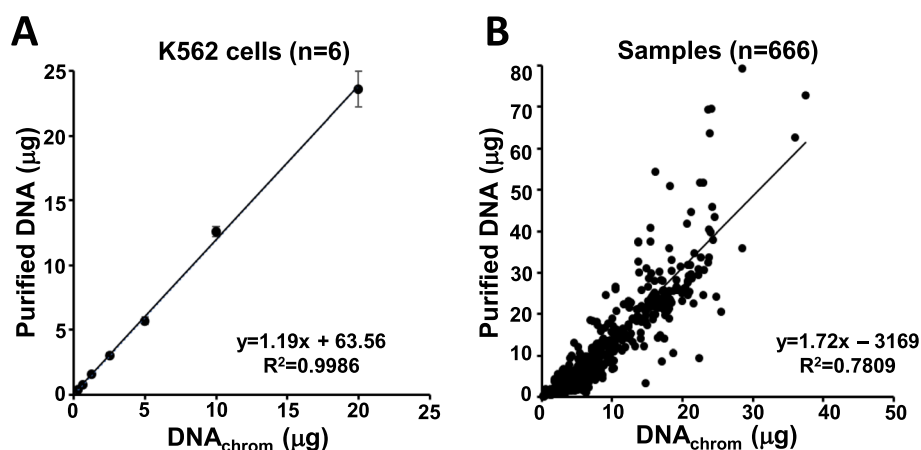 A
K562 cells (n=6)
Purified DNA (μg)
25
20
15
10
5
0
0 5 10 15 20 25
y=1.19x + 63.56
R²=0.9986
DNAchrom (μg)
B
Samples (n=666)
Purified DNA (μg)
80
70
60
50
40
30
20
10
0
0 10 20 30 40 50
y=1.72x – 3169
R²=0.7809
DNAchrom (μg)